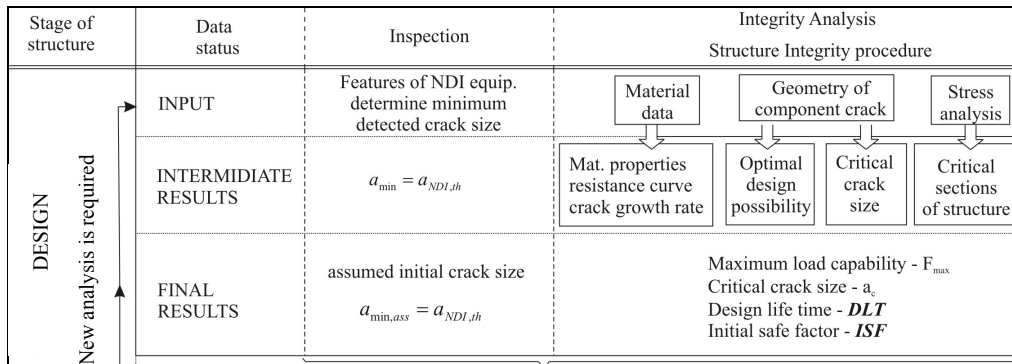 Stage of
structure
Data
status
Inspection
Integrity Analysis
Structure Integrity procedure
DESIGN
New analysis is required
INPUT
Features of NDI equip.
determine minimum
detected crack size
Material
data
Geometry of
component crack
Stress
analysis
INTERMIDIATE
RESULTS
a_min = a_NDI,th
Mat. properties
resistance curve
crack growth rate
Optimal
design
possibility
Critical
crack
size
Critical
sections
of structure
FINAL
RESULTS
assumed initial crack size
a_min,ass = a_NDI,th
Maximum load capability - F_max
Critical crack size - a_c
Design life time - DLT
Initial safe factor - ISF